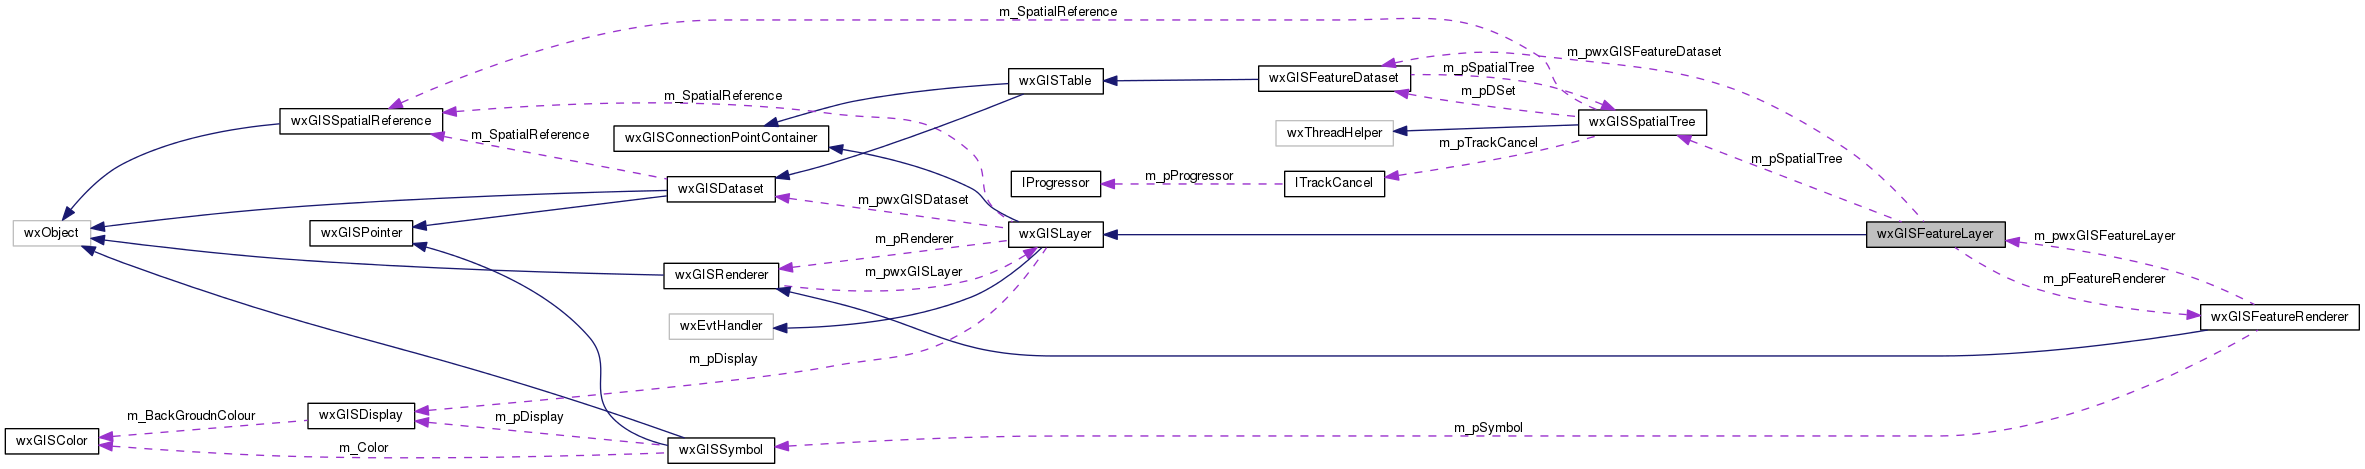 m_SpatialReference
m_pwxGISFeatureDataset
m_pSpatialTree
wxGISTable
wxGISFeatureDataset
m_SpatialReference
m_pDSet
wxGISSpatialReference
wxGISSpatialTree
m_SpatialReference
wxGISConnectionPointContainer
wxThreadHelper
m_pTrackCancel
m_pSpatialTree
m_pProgressor
wxGISDataset
IProgressor
ITrackCancel
m_pwxGISDataset
wxObject
wxGISPointer
wxGISLayer
wxGISFeatureLayer
m_pwxGISFeatureLayer
m_pRenderer
wxGISRenderer
m_pwxGISLayer
m_pFeatureRenderer
wxEvtHandler
wxGISFeatureRenderer
m_pDisplay
m_BackGroudnColour
wxGISDisplay
m_pDisplay
m_pSymbol
wxGISColor
m_Color
wxGISSymbol